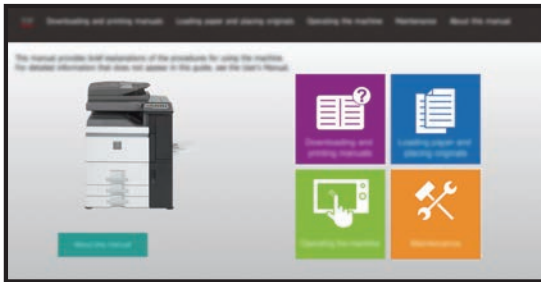 Downloading and printing manuals Loading paper and placing originals Operating the machine Maintenance About this manual
This manual provides brief explanations of the procedures for using the machine.
For detailed information that does not appear in this guide, see the User's Manual.
?
Downloading and
printing manuals
Loading paper and
placing originals
Operating the machine
Maintenance
About this manual